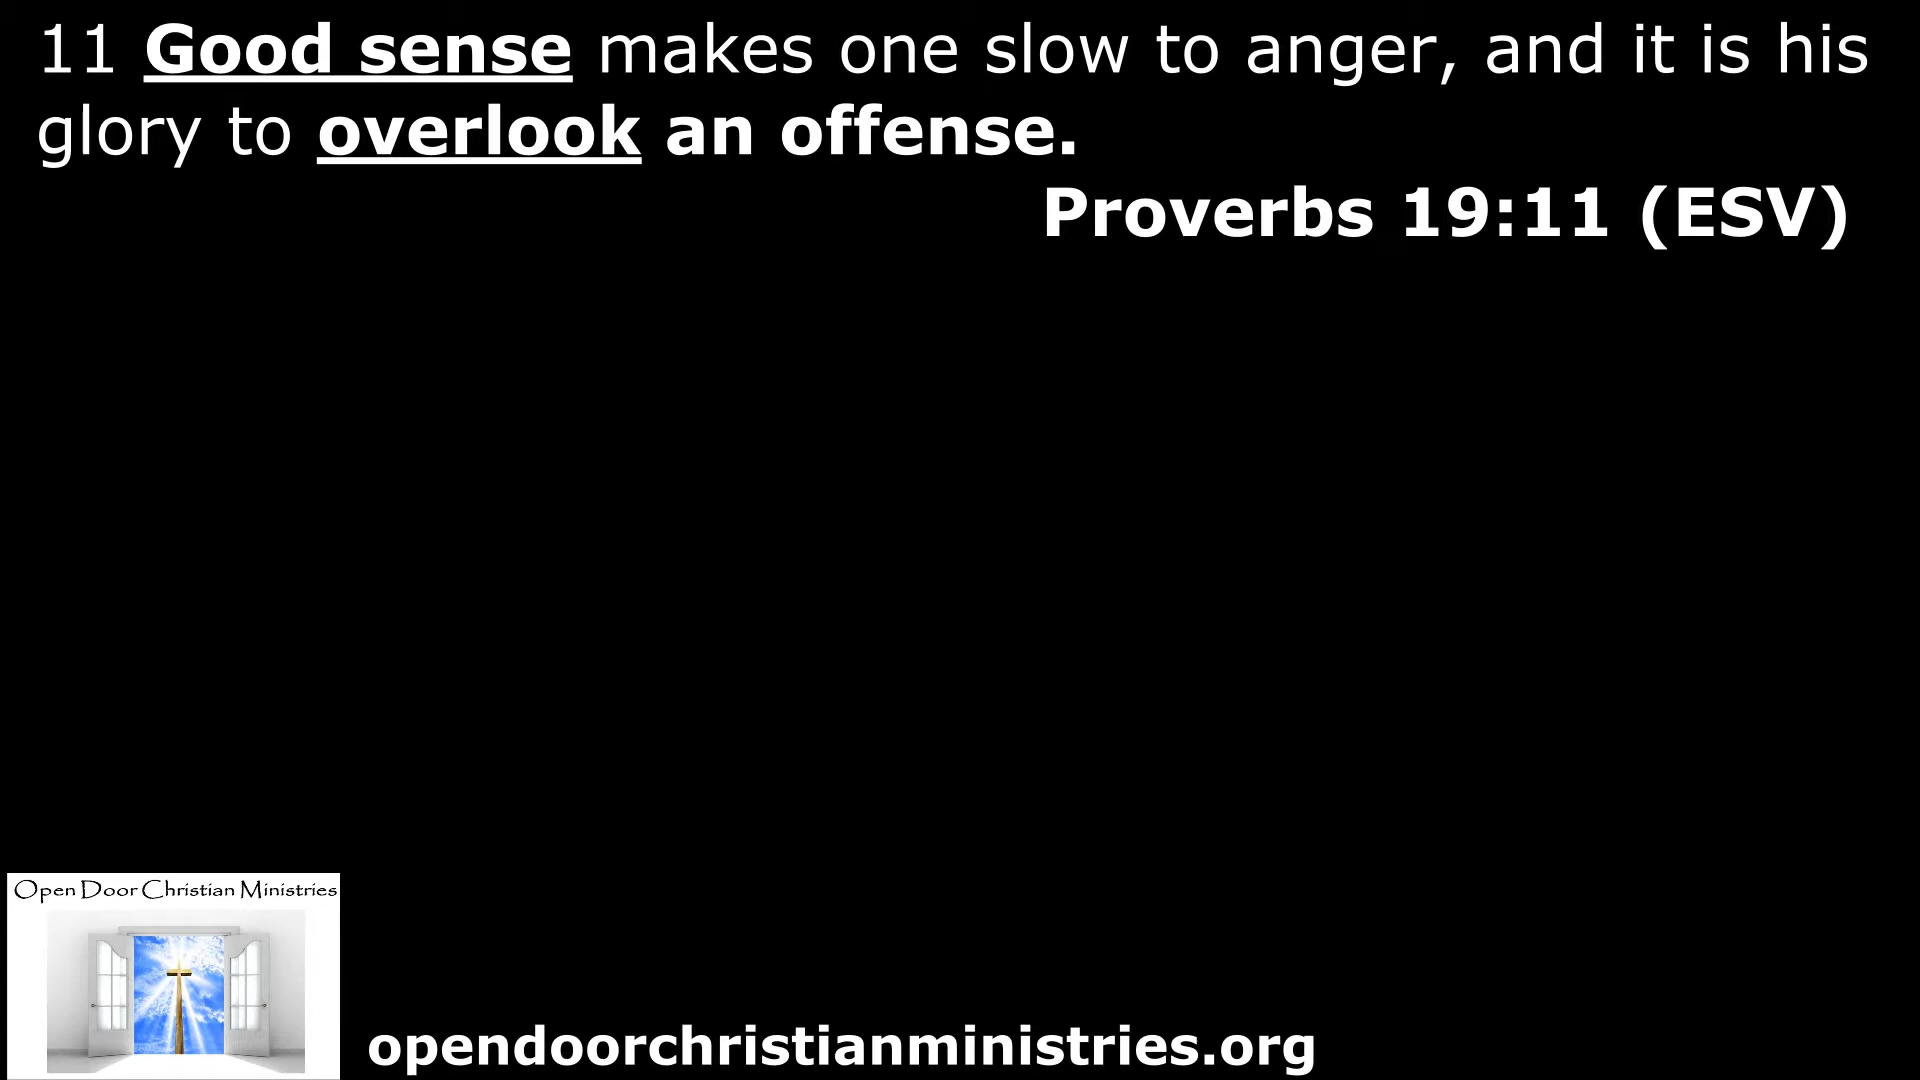 11 Good sense makes one slow to anger, and it is his
glory to overlook an offense.
Proverbs 19:11 (ESV)
Open Door Christian Ministries
opendoorchristianministries.org